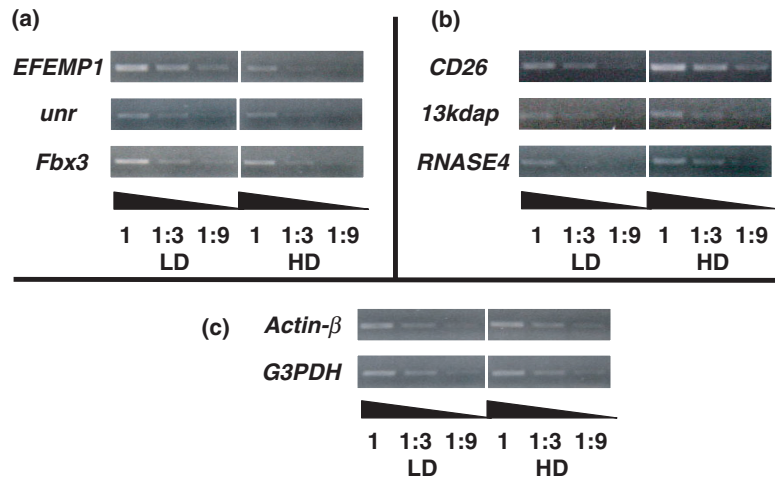 (a)
EFEMP1
unr
Fbx3
1 1:3 1:9 1 1:3 1:9
LD HD
(b)
CD26
13kdap
RNASE4
1 1:3 1:9 1 1:3 1:9
LD HD
(c)
Actin-β
G3PDH
1 1:3 1:9 1 1:3 1:9
LD HD